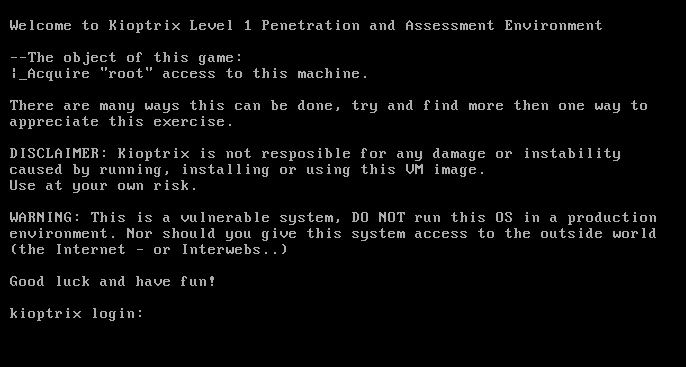 Welcome to Kioptrix Level 1 Penetration and Assessment Environment
--The object of this game:
|_Acquire "root" access to this machine.
There are many ways this can be done, try and find more then one way to
appreciate this exercise.
DISCLAIMER: Kioptrix is not resposible for any damage or instability
caused by running, installing or using this VM image.
Use at your own risk.
WARNING: This is a vulnerable system, DO NOT run this OS in a production
environment. Nor should you give this system access to the outside world
(the Internet - or Interwebs..)
Good luck and have fun!
kioptrix login: